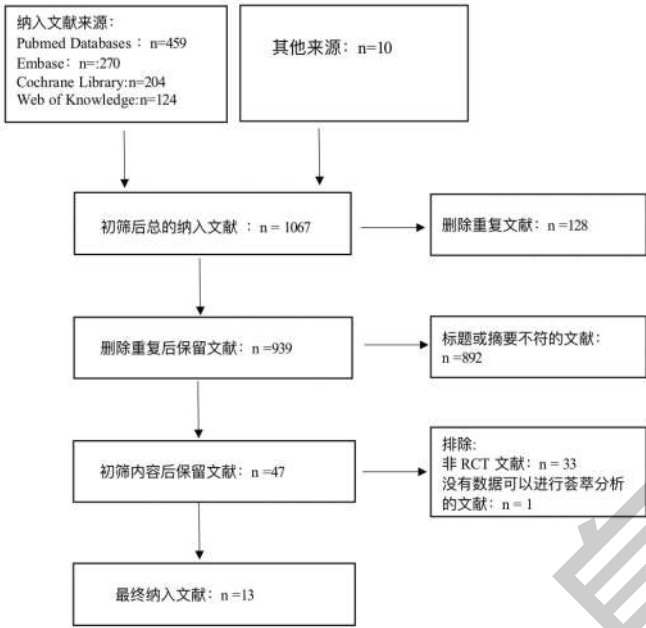 纳入文献来源：
Pubmed Databases： n=459
Embase： n=:270
Cochrane Library:n=204
Web of Knowledge:n=124
其他来源：n=10
初筛后总的纳入文献 ：n = 1067
删除重复文献：n =128
删除重复后保留文献：n =939
标题或摘要不符的文献：
n =892
初筛内容后保留文献：n =47
排除:
非 RCT 文献：n = 33
没有数据可以进行荟萃分析
的文献：n = 1
最终纳入文献：n =13